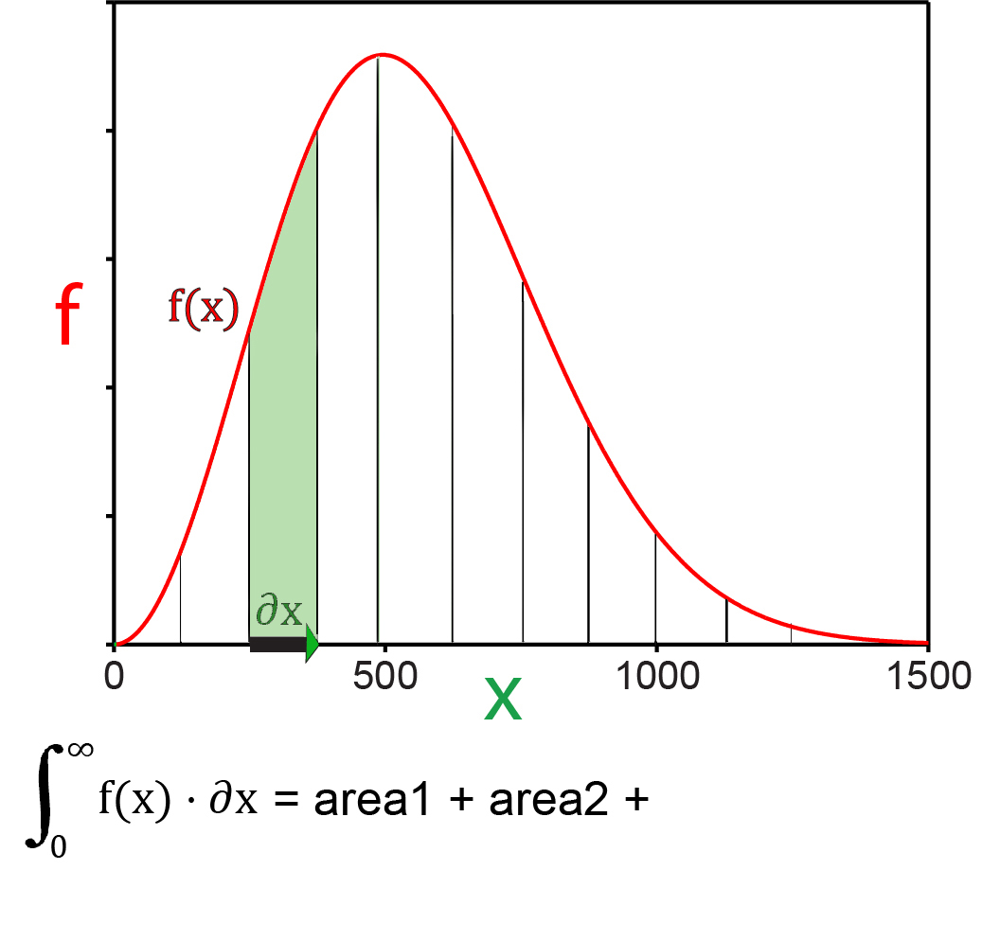 f(x)
f
∂x
0 500 1000 1500
x
∫₀^∞ f(x) · ∂x = area1 + area2 +